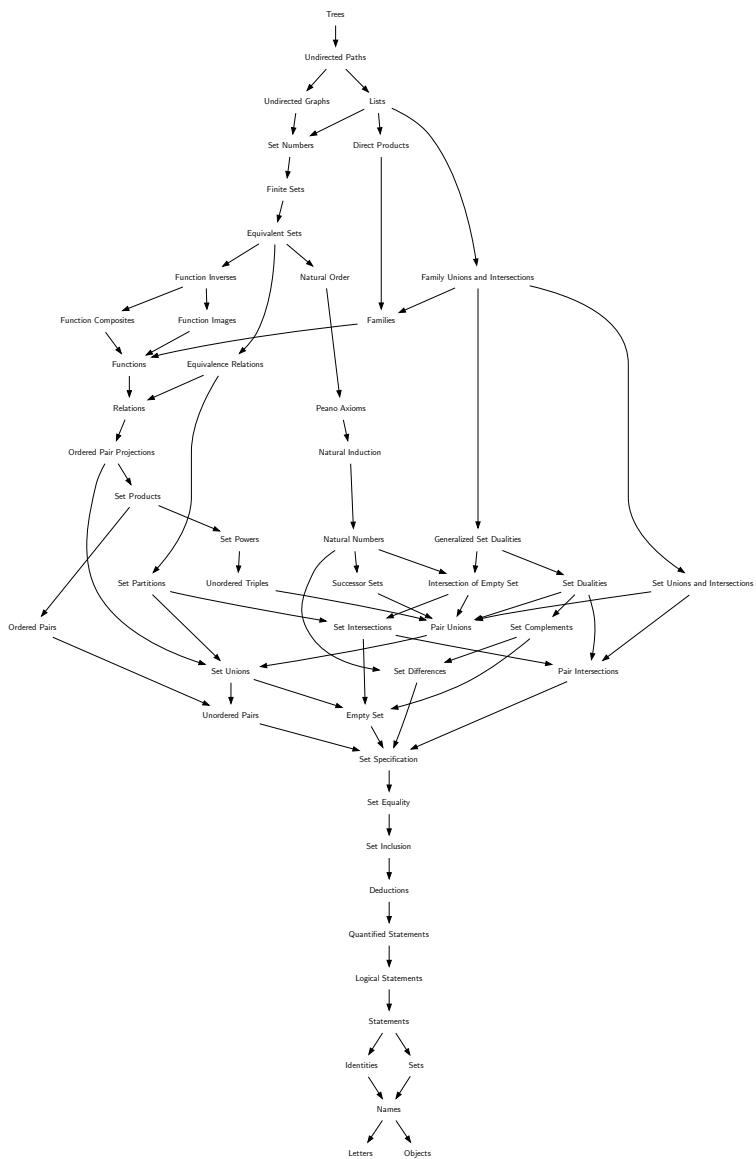 Trees
Undirected Paths
Undirected Graphs
Lists
Set Numbers
Direct Products
Finite Sets
Equivalent Sets
Function Inverses
Natural Order
Family Unions and Intersections
Function Composites
Function Images
Families
Functions
Equivalence Relations
Relations
Peano Axioms
Ordered Pair Projections
Natural Induction
Set Products
Set Powers
Natural Numbers
Generalized Set Dualities
Set Partitions
Unordered Triples
Successor Sets
Intersection of Empty Set
Set Dualities
Set Unions and Intersections
Ordered Pairs
Set Intersections
Pair Unions
Set Complements
Set Unions
Set Differences
Pair Intersections
Unordered Pairs
Empty Set
Set Specification
Set Equality
Set Inclusion
Deductions
Quantified Statements
Logical Statements
Statements
Identities
Sets
Names
Letters
Objects